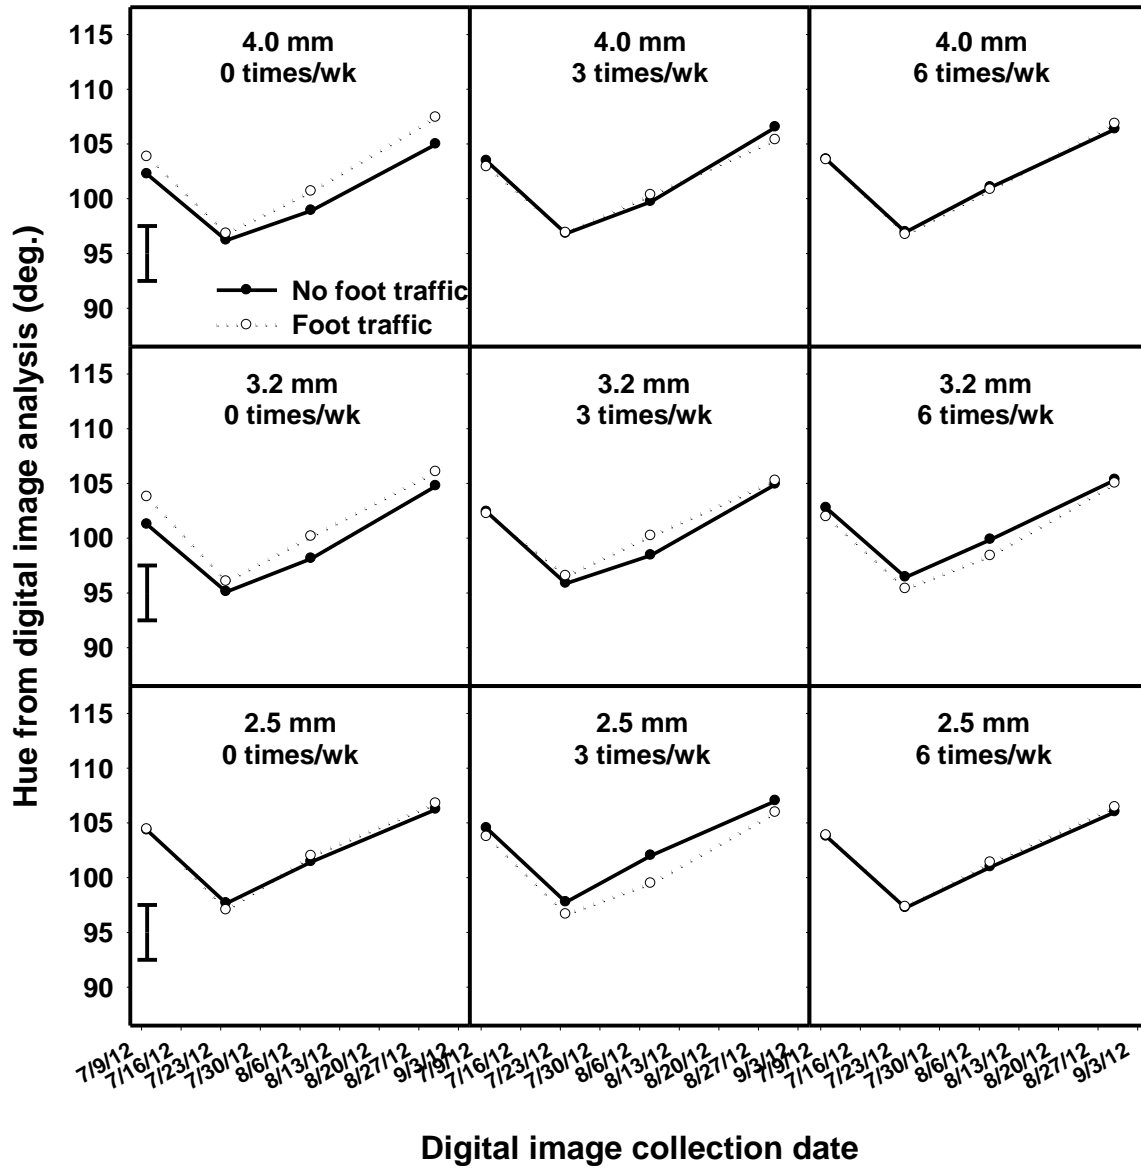 Hue from digital image analysis (deg.)
115
110
105
100
95
90
4.0 mm
0 times/wk
4.0 mm
3 times/wk
4.0 mm
6 times/wk
No foot traffic
Foot traffic
115
110
105
100
95
90
3.2 mm
0 times/wk
3.2 mm
3 times/wk
3.2 mm
6 times/wk
115
110
105
100
95
90
2.5 mm
0 times/wk
2.5 mm
3 times/wk
2.5 mm
6 times/wk
7/9/12 7/16/12 7/23/12 7/30/12 8/6/12 8/13/12 8/20/12 8/27/12 9/3/12 7/9/12 7/16/12 7/23/12 7/30/12 8/6/12 8/13/12 8/20/12 8/27/12 9/3/12 7/9/12 7/16/12 7/23/12 7/30/12 8/6/12 8/13/12 8/20/12 8/27/12 9/3/12
Digital image collection date